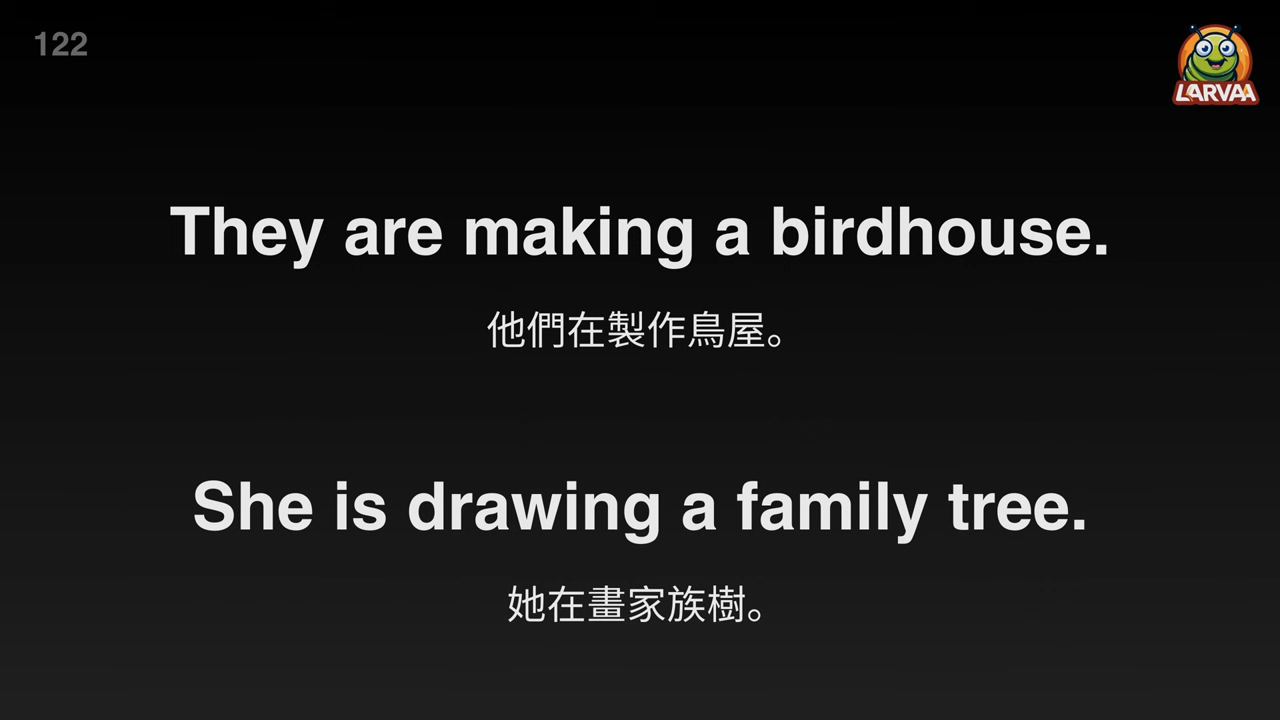 122
LARVAA
They are making a birdhouse.
他們在製作鳥屋。
She is drawing a family tree.
她在畫家族樹。